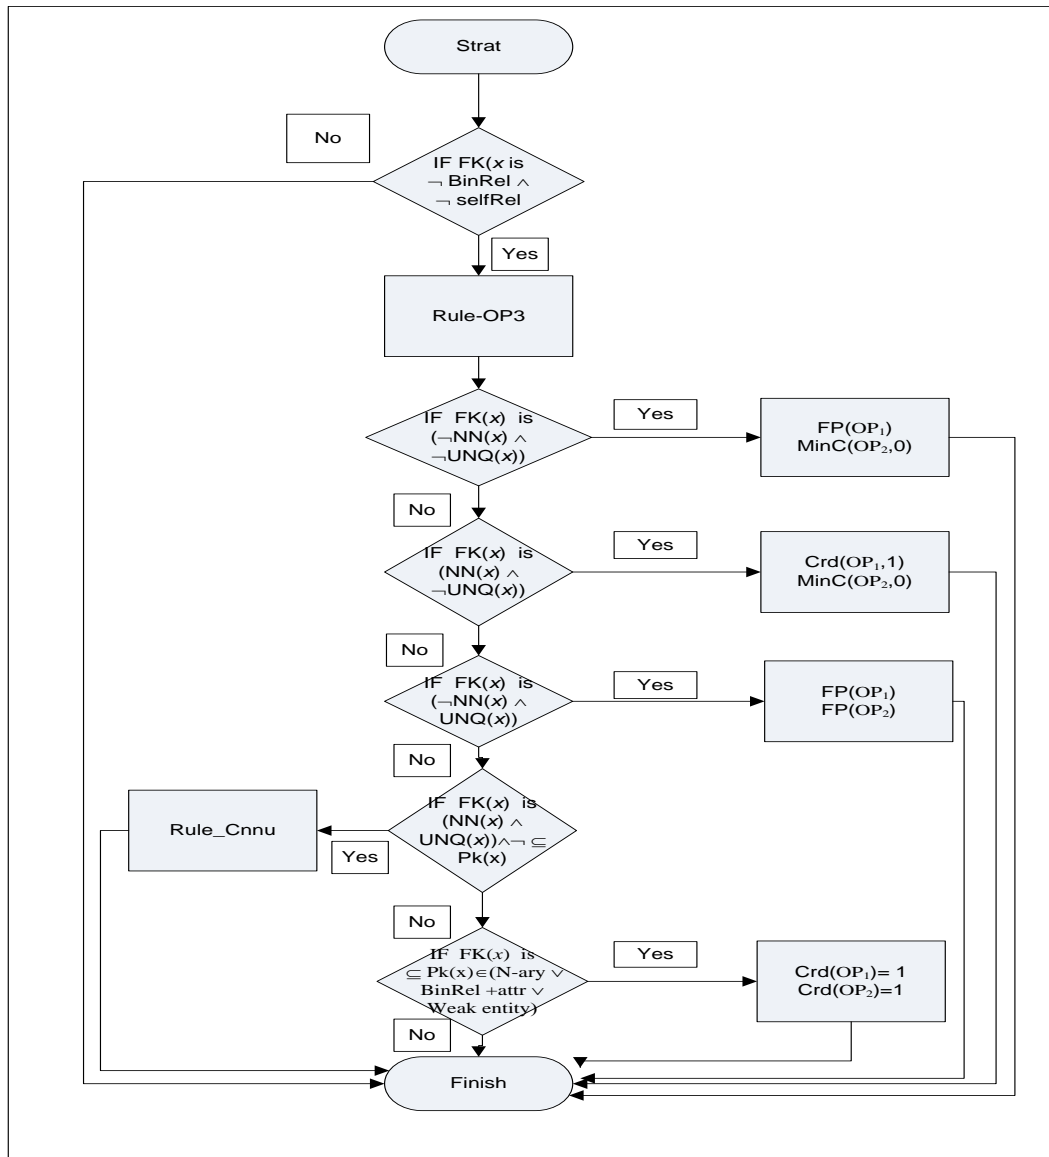 Strat
No
IF FK(x is
¬ BinRel ∧
¬ selfRel
Yes
Rule-OP3
IF FK(x) is
(¬NN(x) ∧
¬UNQ(x))
Yes
FP(OP₁)
MinC(OP₂,0)
No
IF FK(x) is
(NN(x) ∧
¬UNQ(x))
Yes
Crd(OP₁,1)
MinC(OP₂,0)
No
IF FK(x) is
(¬NN(x) ∧
UNQ(x))
Yes
FP(OP₁)
FP(OP₂)
No
IF FK(x) is
(NN(x) ∧
UNQ(x))∧¬ ⊆
Pk(x)
Yes
Rule_Cnnu
No
IF FK(x) is
⊆ Pk(x)∈(N-ary ∨
BinRel +attr ∨
Weak entity)
Yes
Crd(OP₁)= 1
Crd(OP₂)=1
No
Finish